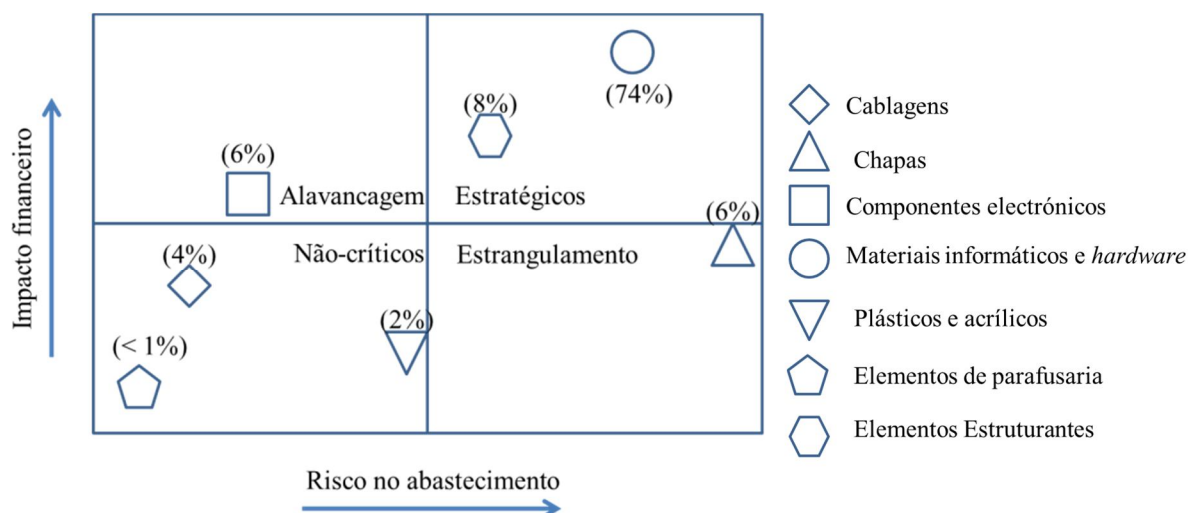 Impacto financeiro
(74%)
(8%)
(6%)
Alavancagem
Estratégicos
(6%)
Não-críticos
Estrangulamento
(4%)
(2%)
(< 1%)
Risco no abastecimento
Cablagens
Chapas
Componentes electrónicos
Materiais informáticos e hardware
Plásticos e acrílicos
Elementos de parafusaria
Elementos Estruturantes